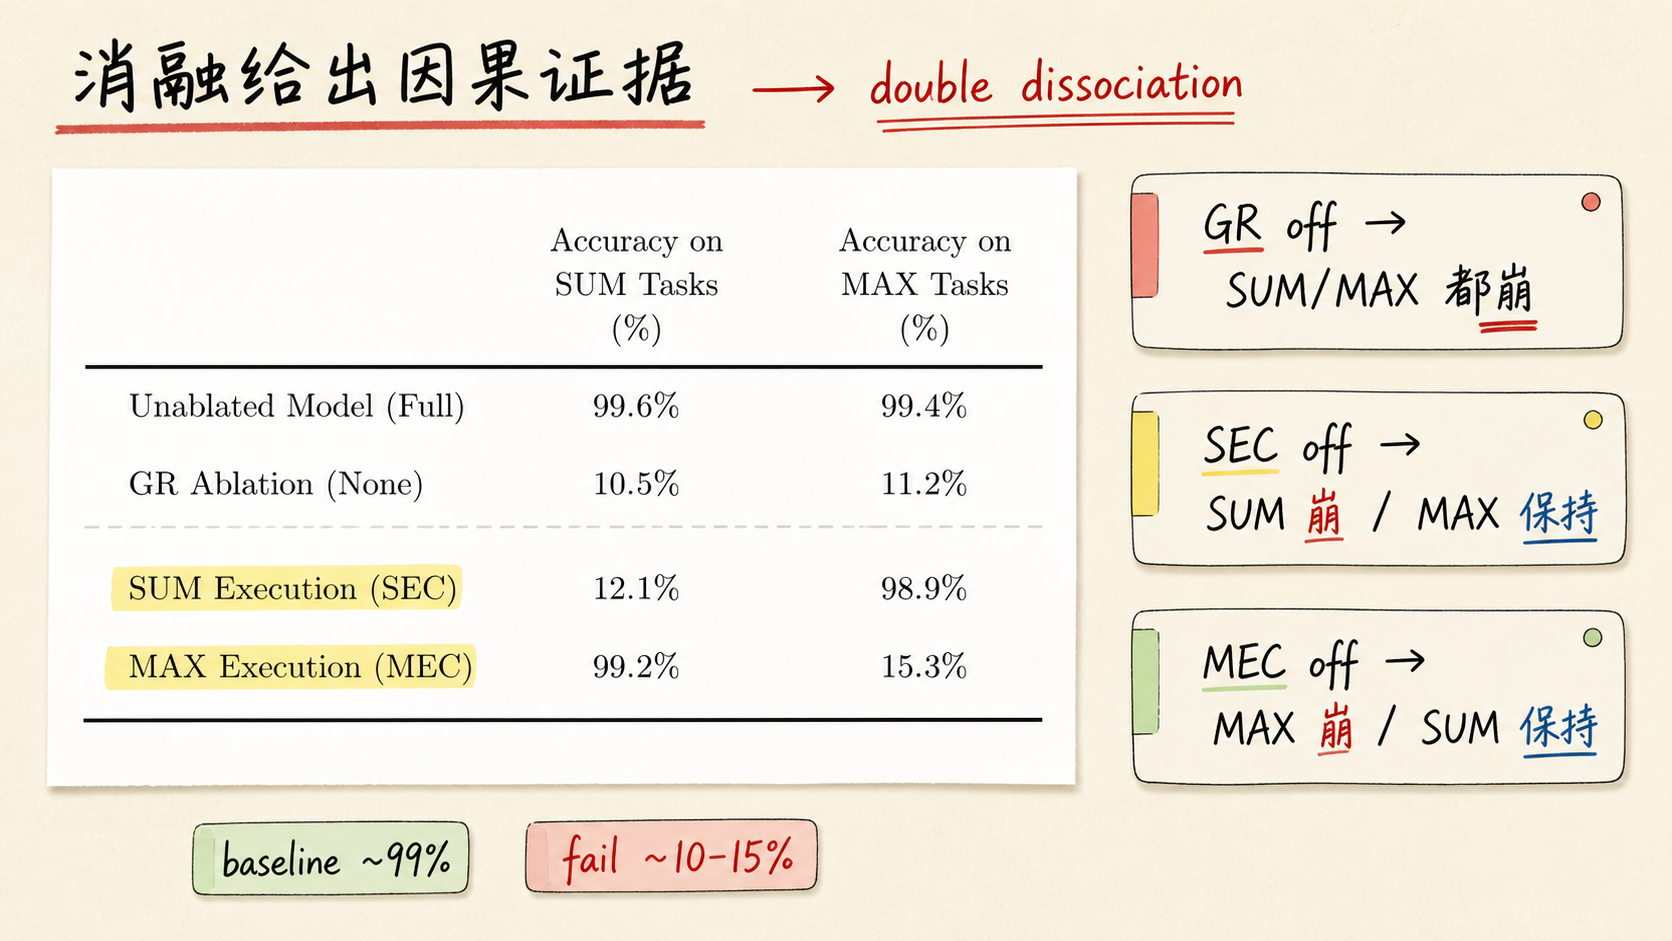 消融给出因果证据 → double dissociation
Accuracy on SUM Tasks (%)
Accuracy on MAX Tasks (%)
Unablated Model (Full) 99.6% 99.4%
GR Ablation (None) 10.5% 11.2%
SUM Execution (SEC) 12.1% 98.9%
MAX Execution (MEC) 99.2% 15.3%
GR off →
SUM/MAX 都崩
SEC off →
SUM 崩 / MAX 保持
MEC off →
MAX 崩 / SUM 保持
baseline ~99%
fail ~10-15%